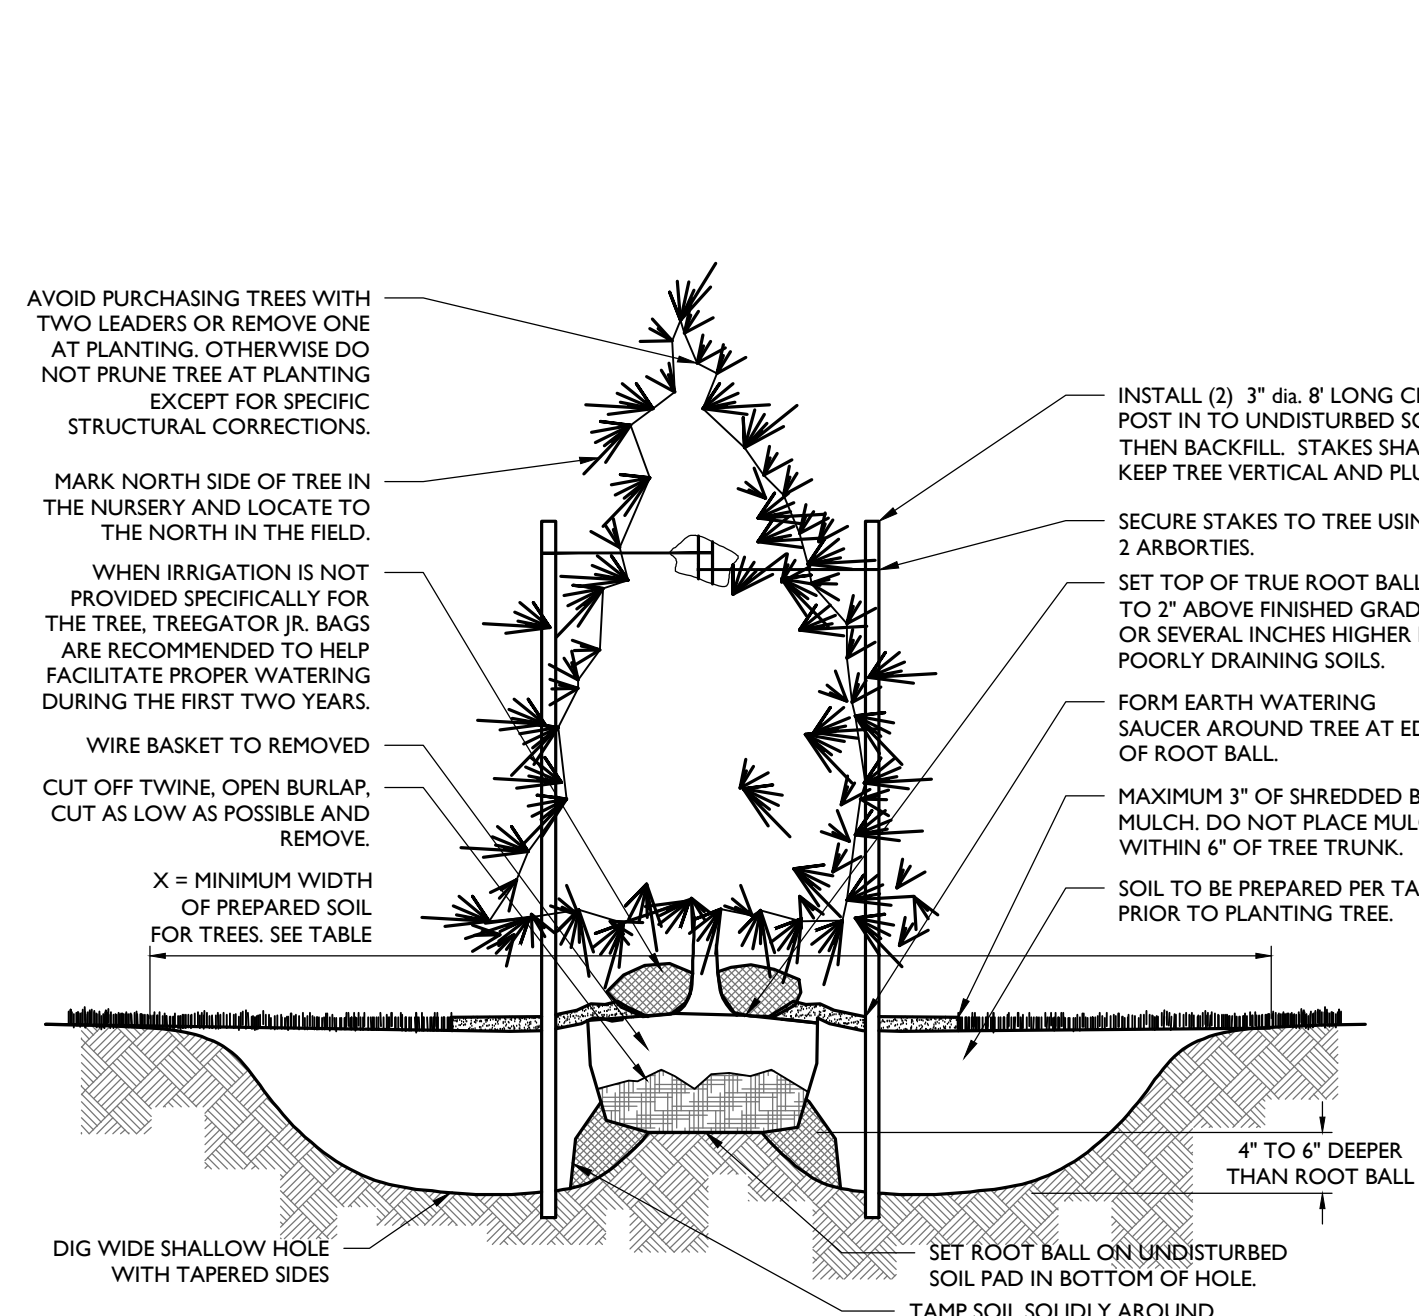 AVOID PURCHASING TREES WITH
TWO LEADERS OR REMOVE ONE
AT PLANTING. OTHERWISE DO
NOT PRUNE TREE AT PLANTING
EXCEPT FOR SPECIFIC
STRUCTURAL CORRECTIONS.
MARK NORTH SIDE OF TREE IN
THE NURSERY AND LOCATE TO
THE NORTH IN THE FIELD.
WHEN IRRIGATION IS NOT
PROVIDED SPECIFICALLY FOR
THE TREE, TREEGATOR JR. BAGS
ARE RECOMMENDED TO HELP
FACILITATE PROPER WATERING
DURING THE FIRST TWO YEARS.
WIRE BASKET TO REMOVED
CUT OFF TWINE, OPEN BURLAP,
CUT AS LOW AS POSSIBLE AND
REMOVE.
X = MINIMUM WIDTH
OF PREPARED SOIL
FOR TREES. SEE TABLE
DIG WIDE SHALLOW HOLE
WITH TAPERED SIDES
INSTALL (2) 3" dia. 8' LONG
POST IN TO UNDISTURBED
THEN BACKFILL. STAKES
KEEP TREE VERTICAL AND
SECURE STAKES TO TREE
2 ARBORTIES.
SET TOP OF TRUE ROOT BALL
TO 2" ABOVE FINISHED
OR SEVERAL INCHES HIGHER
POORLY DRAINING SOILS.
FORM EARTH WATERING
SAUCER AROUND TREE AT
OF ROOT BALL.
MAXIMUM 3" OF SHREDDED
MULCH. DO NOT PLACE
WITHIN 6" OF TREE TRUNK.
SOIL TO BE PREPARED PER
PRIOR TO PLANTING TREE.
4" TO 6" DEEPER
THAN ROOT BALL
SET ROOT BALL ON UNDISTURBED
SOIL PAD IN BOTTOM OF HOLE.
TAMP SOIL SOLIDLY AROUND